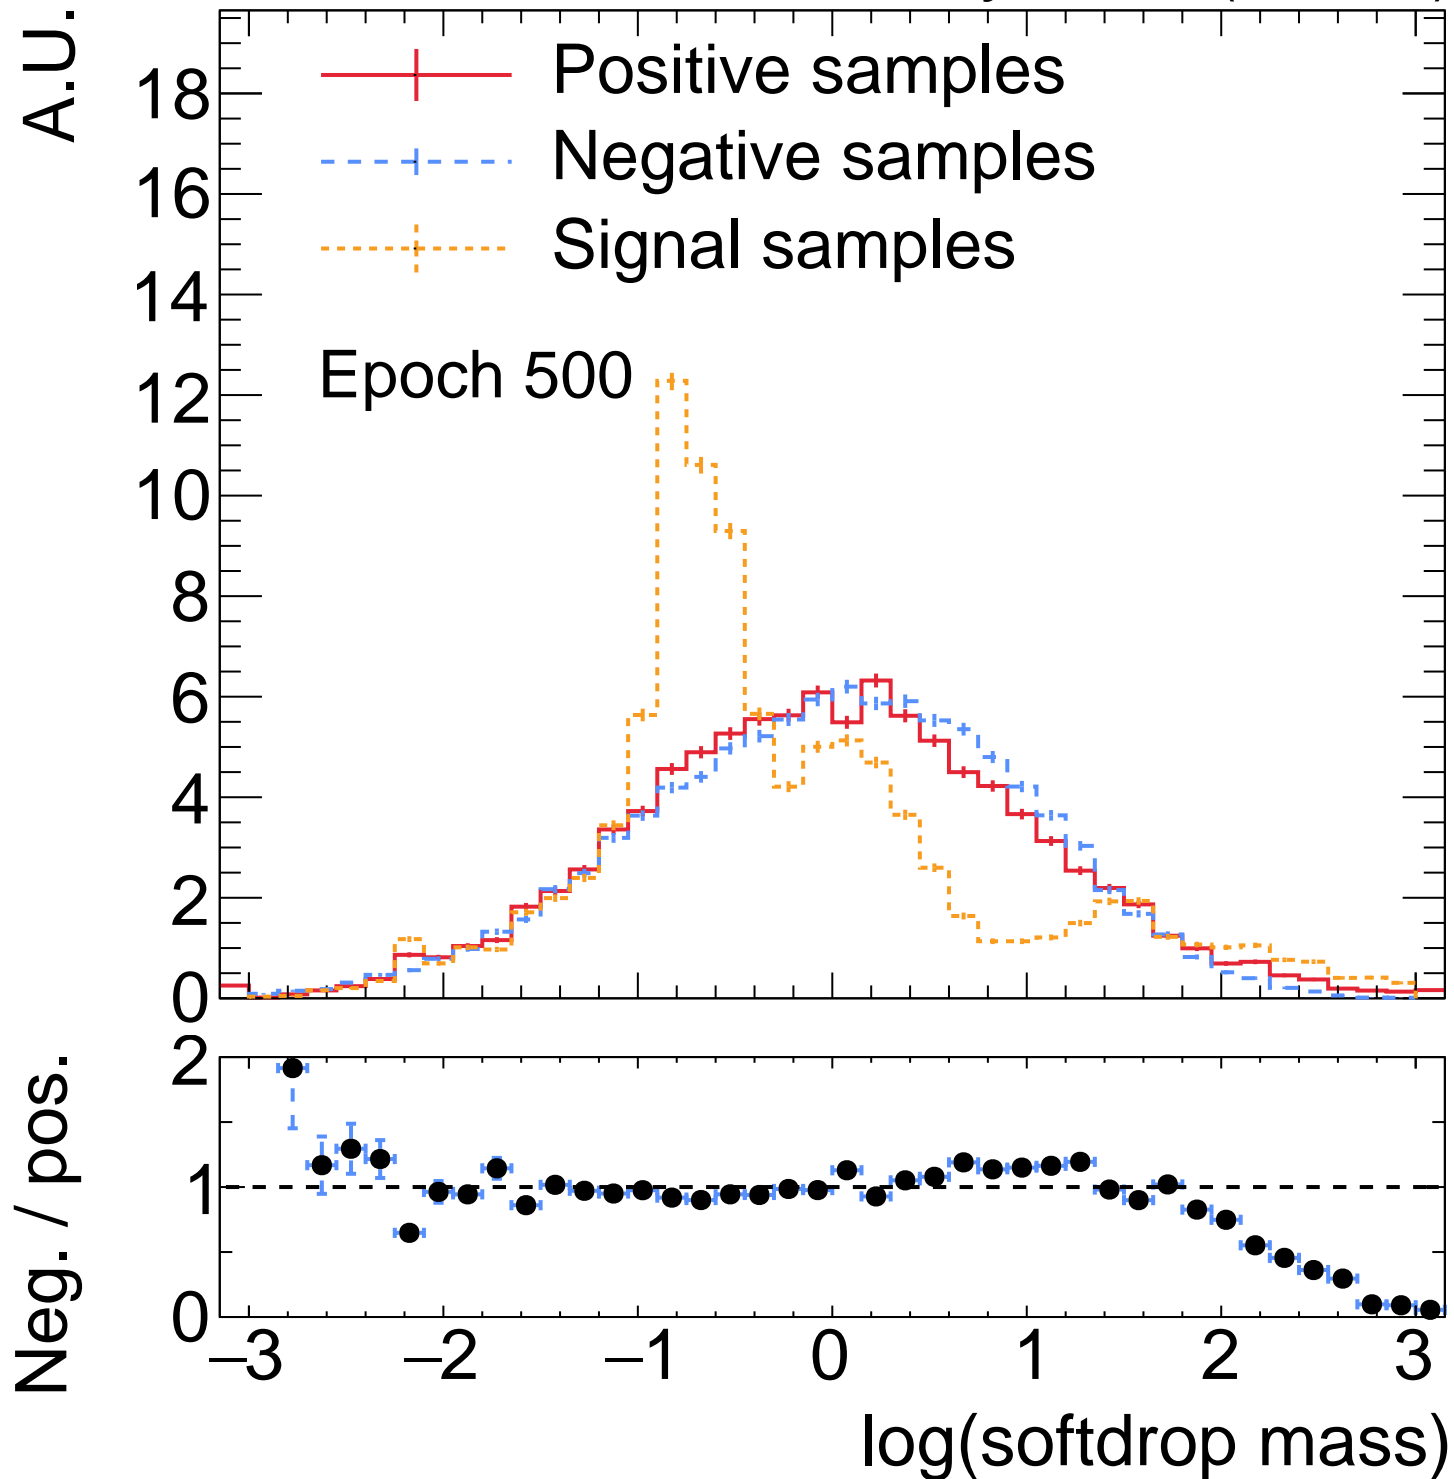 A.U.
Positive samples
Negative samples
Signal samples
Epoch 500
18
16
14
12
10
8
6
4
2
0
Neg. / pos.
2
1
0
−3 −2 −1 0 1 2 3
log(softdrop mass)